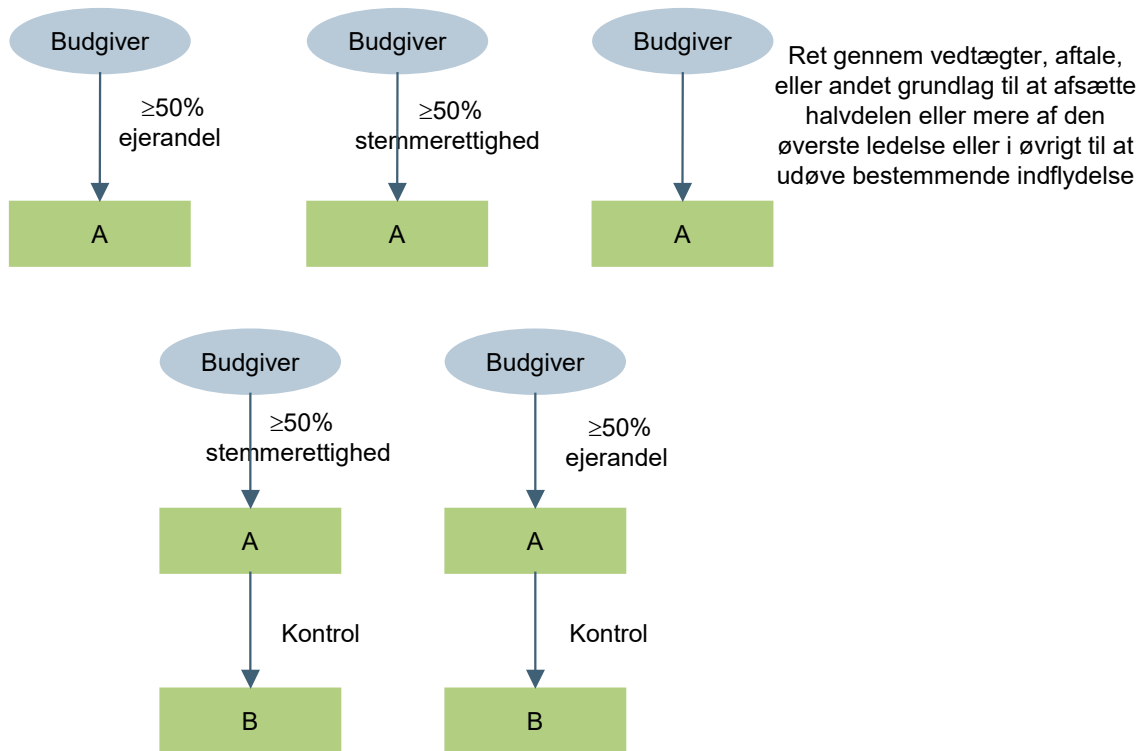 Budgiver
≥50%
ejerandel
A
Budgiver
≥50%
stemmerettighed
A
Budgiver
Ret gennem vedtægter, aftale,
eller andet grundlag til at afsætte
halvdelen eller mere af den
øverste ledelse eller i øvrigt til at
udøve bestemmende indflydelse
A
Budgiver
≥50%
stemmerettighed
A
Kontrol
B
Budgiver
≥50%
ejerandel
A
Kontrol
B